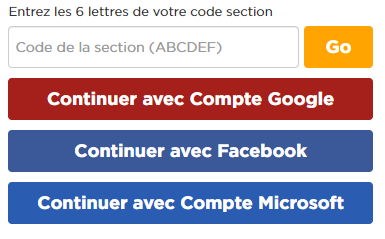 Entrez les 6 lettres de votre code section
Code de la section (ABCDEF) Go
Continuer avec Compte Google
Continuer avec Facebook
Continuer avec Compte Microsoft